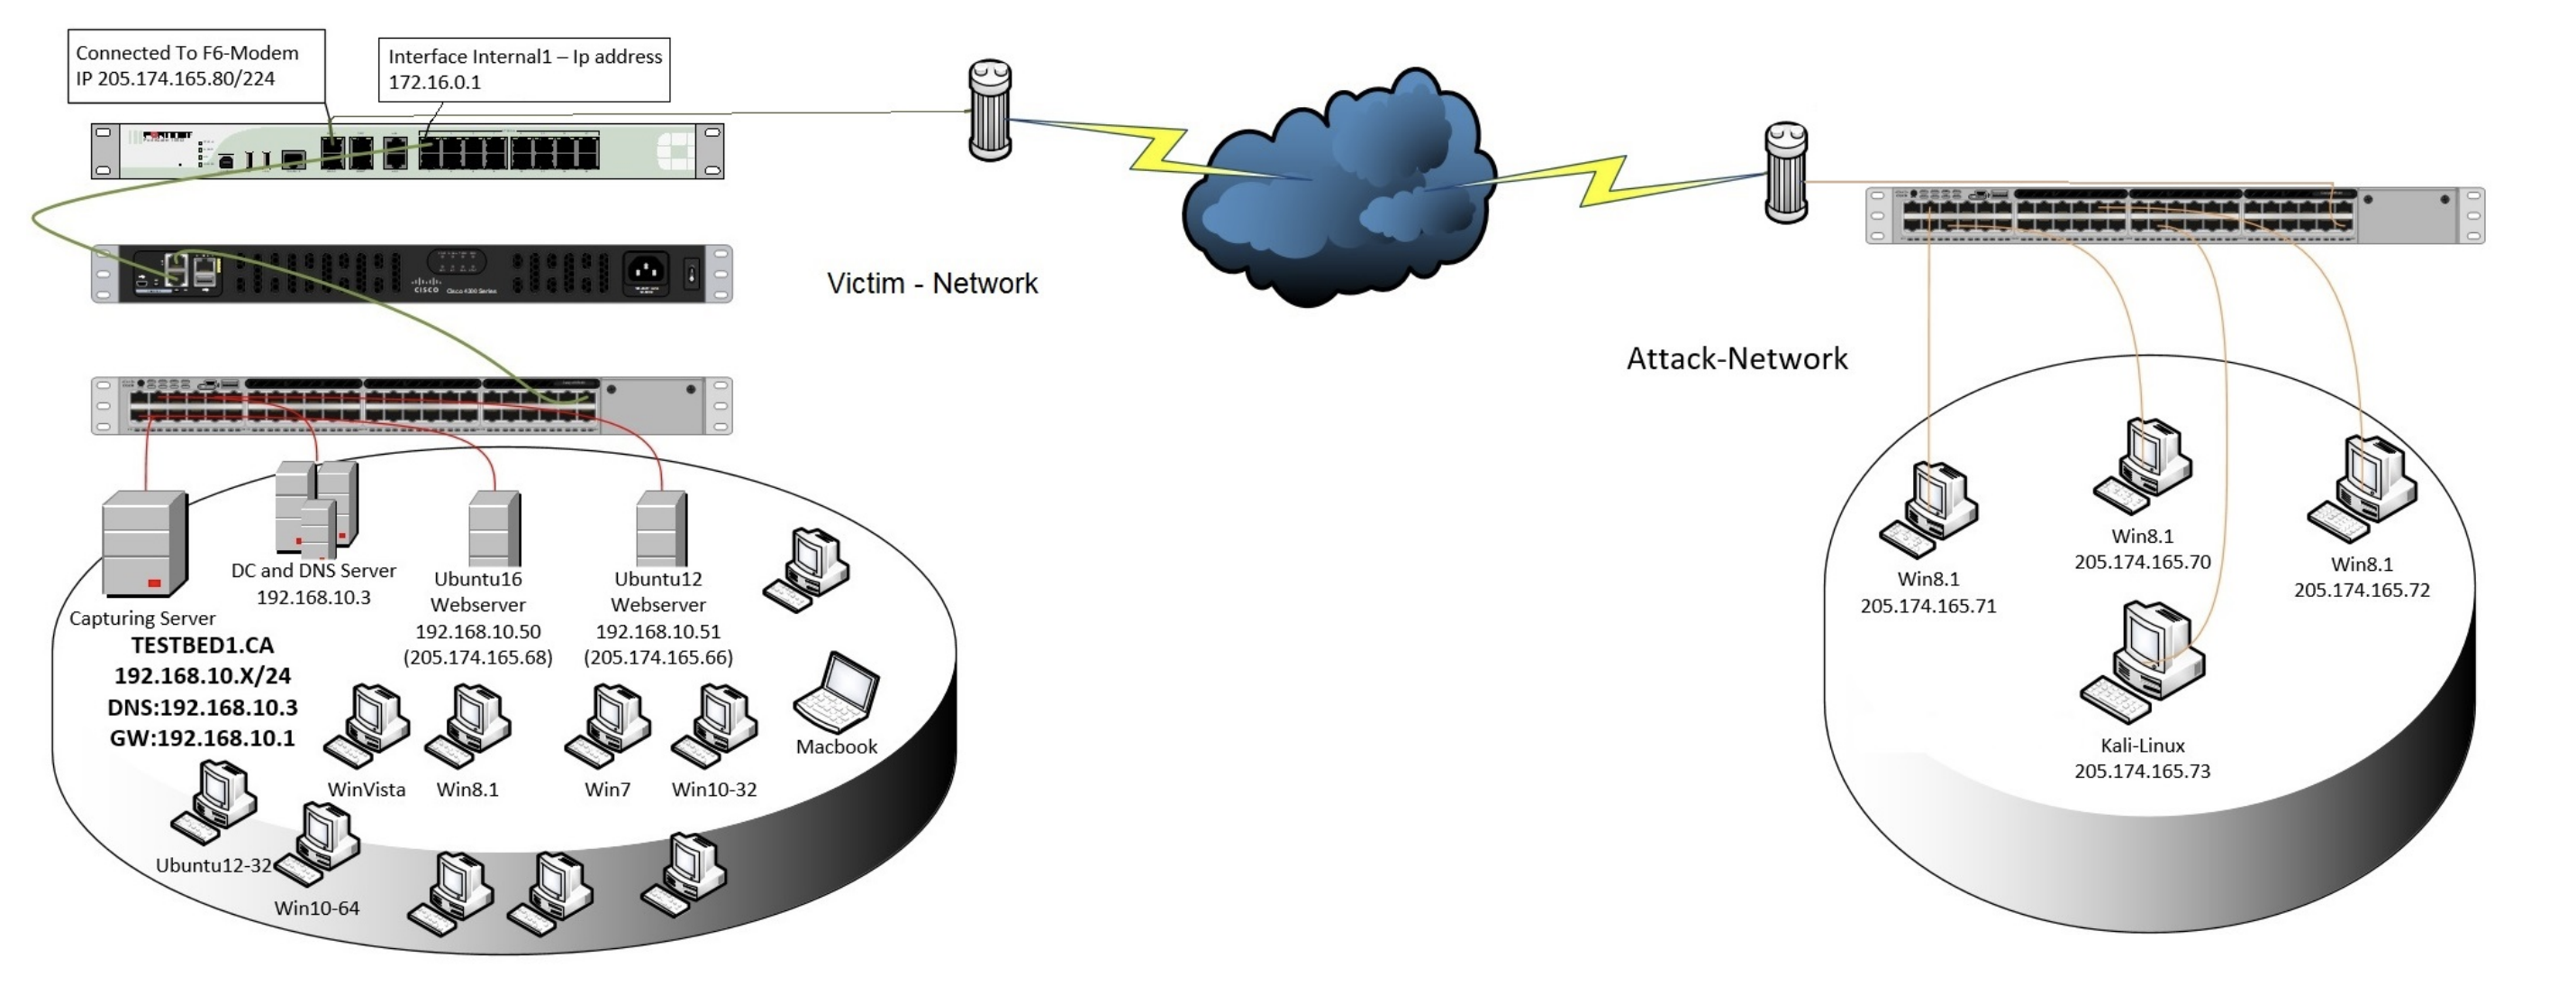 Connected To F6-Modem
IP 205.174.165.80/224
Interface Internal1 – Ip address
172.16.0.1
CISCO Cisco 4300 Series
Victim - Network
Attack-Network
Capturing Server
DC and DNS Server
192.168.10.3
Ubuntu16
Webserver
192.168.10.50
(205.174.165.68)
Ubuntu12
Webserver
192.168.10.51
(205.174.165.66)
TESTBED1.CA
192.168.10.X/24
DNS:192.168.10.3
GW:192.168.10.1
WinVista
Win8.1
Win7
Win10-32
Macbook
Ubuntu12-32
Win10-64
Win8.1
205.174.165.71
Win8.1
205.174.165.70
Win8.1
205.174.165.72
Kali-Linux
205.174.165.73